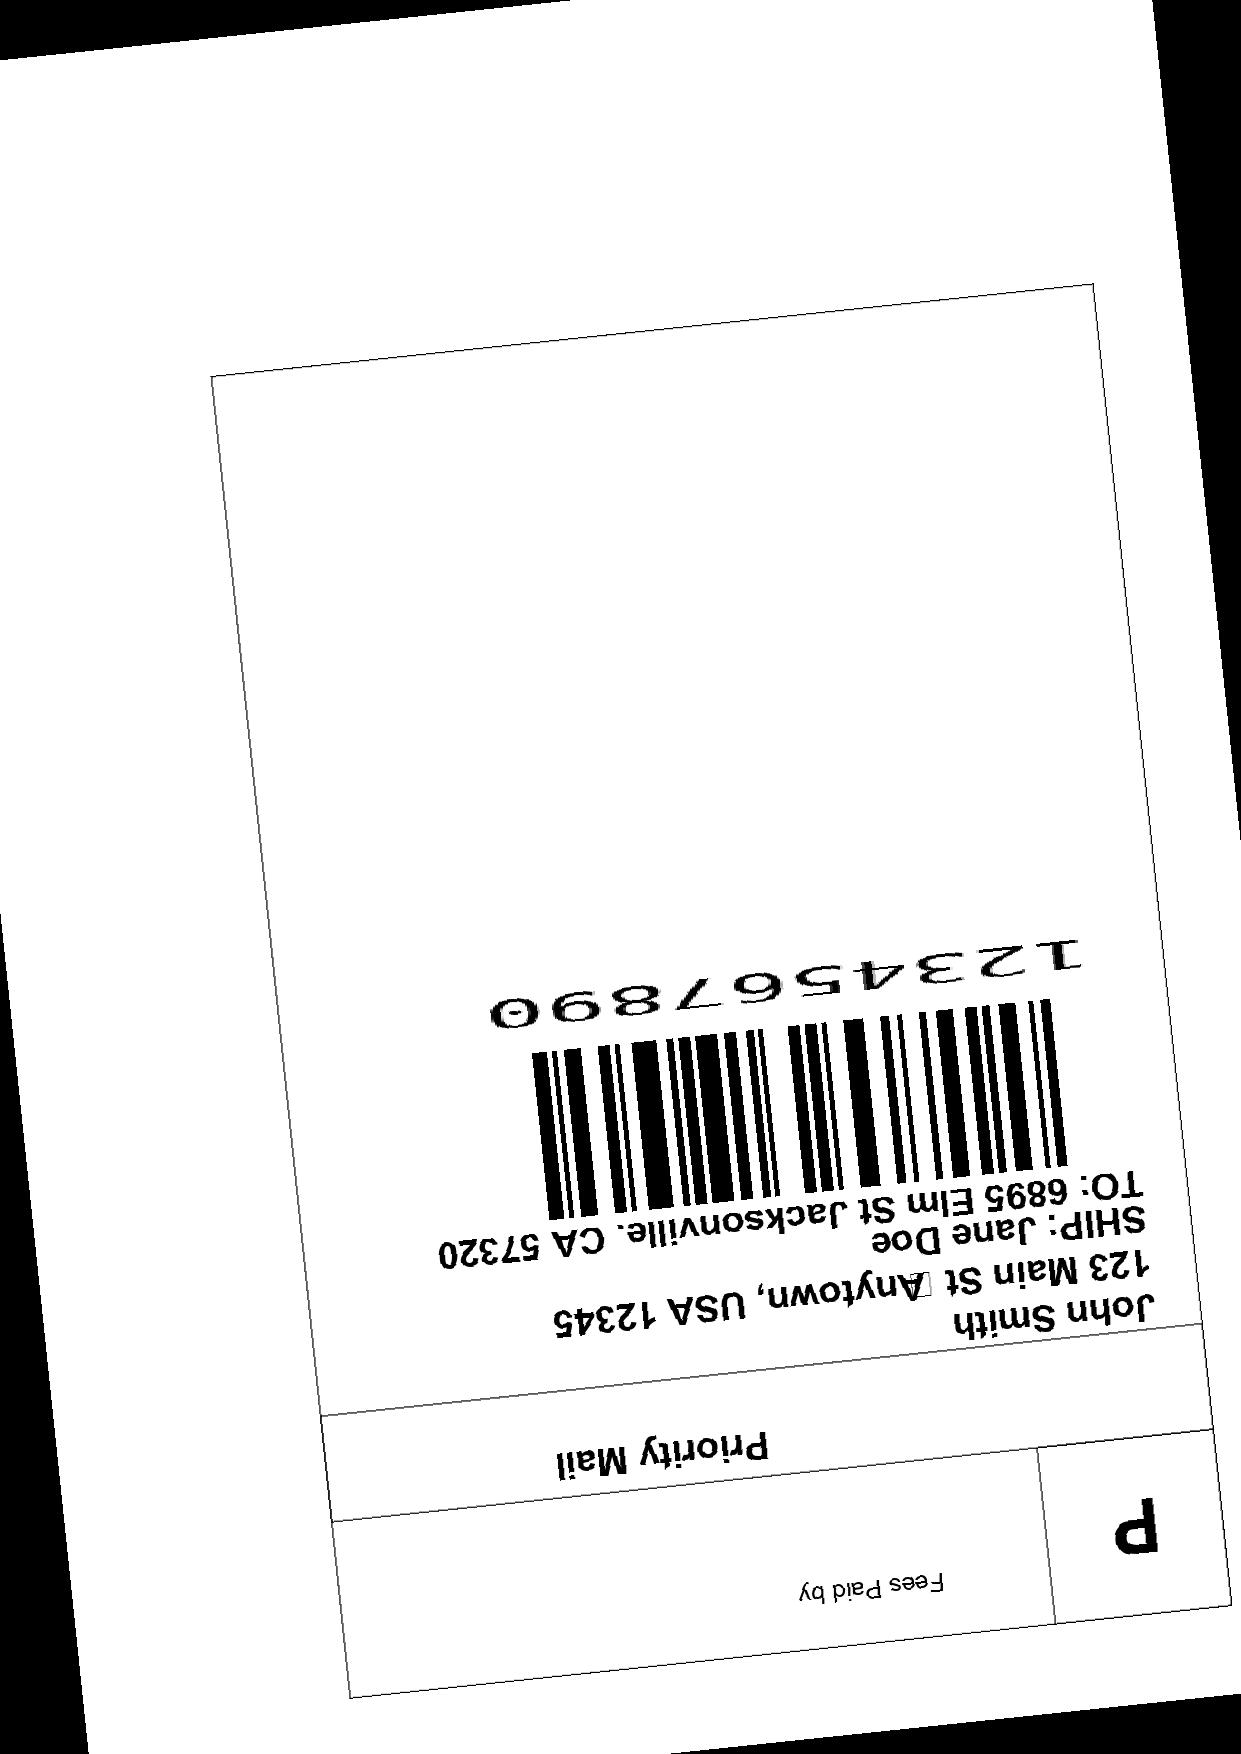 P
Fees Paid by
Priority Mail
John Smith
123 Main St Anytown, USA 12345
SHIP: Jane Doe
TO: 6895 Elm St Jacksonville. CA 57320
1234567890